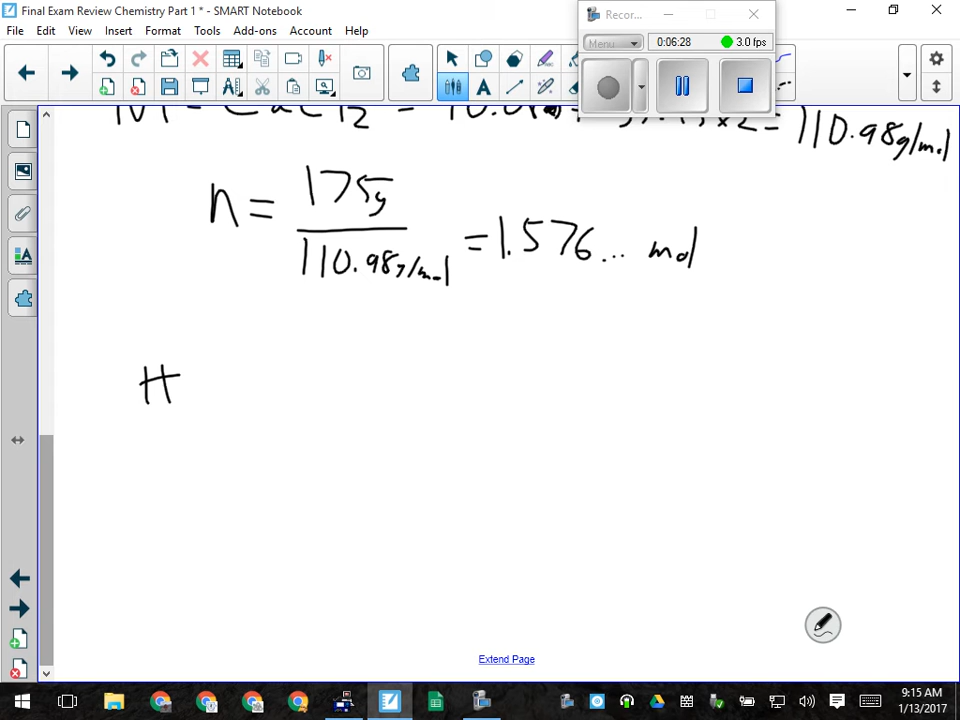 Final Exam Review Chemistry Part 1 * - SMART Notebook
Recor...
File Edit View Insert Format Tools Add-ons Account Help
Menu
0:06:28
3.0 fps
M - CaCl2 = 110.98g/mol
n = 175g
110.98g/mol
= 1.576... mol
H
Extend Page
9:15 AM
1/13/2017